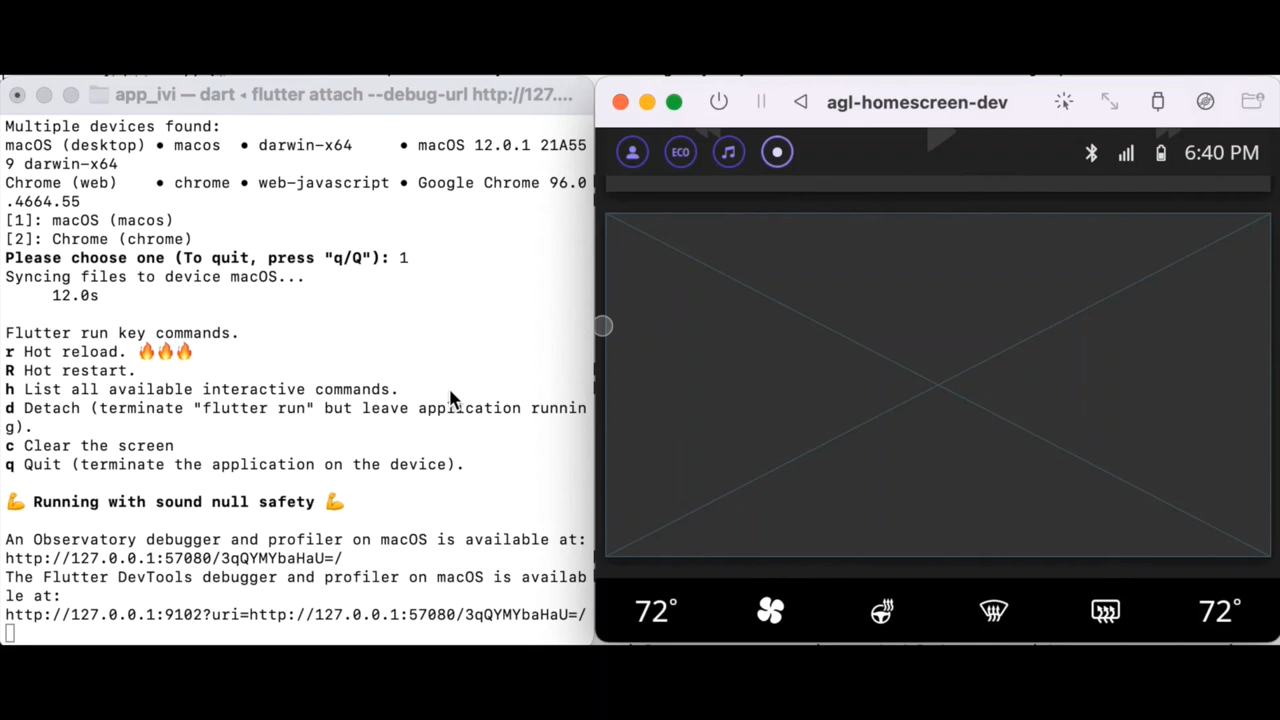 app_ivi — dart ◂ flutter attach --debug-url http://127....
Multiple devices found:
macOS (desktop) • macos • darwin-x64 • macOS 12.0.1 21A55
9 darwin-x64
Chrome (web) • chrome • web-javascript • Google Chrome 96.0
.4664.55
[1]: macOS (macos)
[2]: Chrome (chrome)
Please choose one (To quit, press "q/Q"): 1
Syncing files to device macOS...
12.0s
Flutter run key commands.
r Hot reload. 🔥🔥🔥
R Hot restart.
h List all available interactive commands.
d Detach (terminate "flutter run" but leave application runnin
g).
c Clear the screen
q Quit (terminate the application on the device).
💪 Running with sound null safety 💪
An Observatory debugger and profiler on macOS is available at:
http://127.0.0.1:57080/3qQYMYbaHaU=/
The Flutter DevTools debugger and profiler on macOS is availab
le at:
http://127.0.0.1:9102?uri=http://127.0.0.1:57080/3qQYMYbaHaU=/
agl-homescreen-dev
ECO
6:40 PM
72°
72°